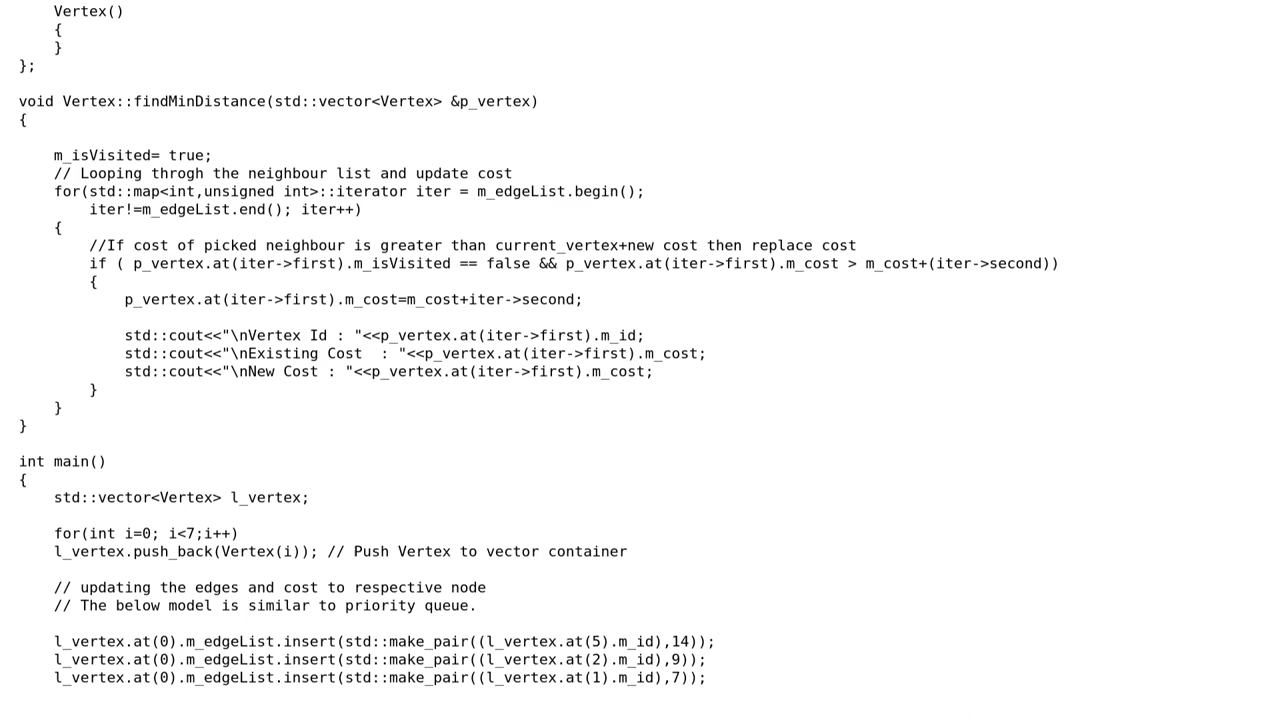 Vertex()
    {
    }
};

void Vertex::findMinDistance(std::vector<Vertex> &p_vertex)
{

    m_isVisited= true;
    // Looping throgh the neighbour list and update cost
    for(std::map<int,unsigned int>::iterator iter = m_edgeList.begin();
        iter!=m_edgeList.end(); iter++)
    {
        //If cost of picked neighbour is greater than current_vertex+new cost then replace cost
        if ( p_vertex.at(iter->first).m_isVisited == false && p_vertex.at(iter->first).m_cost > m_cost+(iter->second))
        {
            p_vertex.at(iter->first).m_cost=m_cost+iter->second;

            std::cout<<"\nVertex Id : "<<p_vertex.at(iter->first).m_id;
            std::cout<<"\nExisting Cost  : "<<p_vertex.at(iter->first).m_cost;
            std::cout<<"\nNew Cost : "<<p_vertex.at(iter->first).m_cost;
        }
    }
}

int main()
{
    std::vector<Vertex> l_vertex;

    for(int i=0; i<7;i++)
    l_vertex.push_back(Vertex(i)); // Push Vertex to vector container

    // updating the edges and cost to respective node
    // The below model is similar to priority queue.

    l_vertex.at(0).m_edgeList.insert(std::make_pair((l_vertex.at(5).m_id),14));
    l_vertex.at(0).m_edgeList.insert(std::make_pair((l_vertex.at(2).m_id),9));
    l_vertex.at(0).m_edgeList.insert(std::make_pair((l_vertex.at(1).m_id),7));